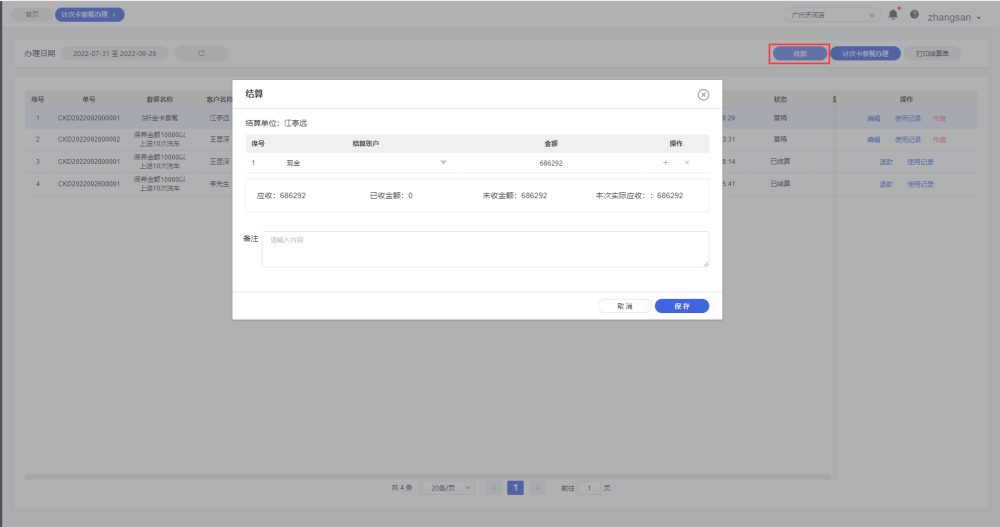 首页 计次卡套餐办理 × 广州天河店 zhangsan
办理日期 2022-07-31 至 2022-09-29 收款 计次卡套餐办理 打印结算单
序号 单号 套餐名称 客户名称 状态 操作
1 CKD2022092900001 3折金卡套餐 江亭远 9:29 草稿 编辑 使用记录 作废
2 CKD2022092800002 保养金额10000以上送10次洗车 3:31 草稿 编辑 使用记录 作废
3 CKD2022092800001 保养金额10000以上送10次洗车 8:14 已结算 退款 使用记录
4 CKD2022092600001 保养金额10000以上送10次洗车 李先生 5:41 已结算 退款 使用记录
结算
结算单位：江亭远
序号 结算账户 金额 操作
1 现金 686292 + ×
应收：686292 已收金额：0 未收金额：686292 本次实际应收：：686292
备注 请输入内容
取 消 保 存
共 4 条 20条/页 < 1 > 前往 1 页